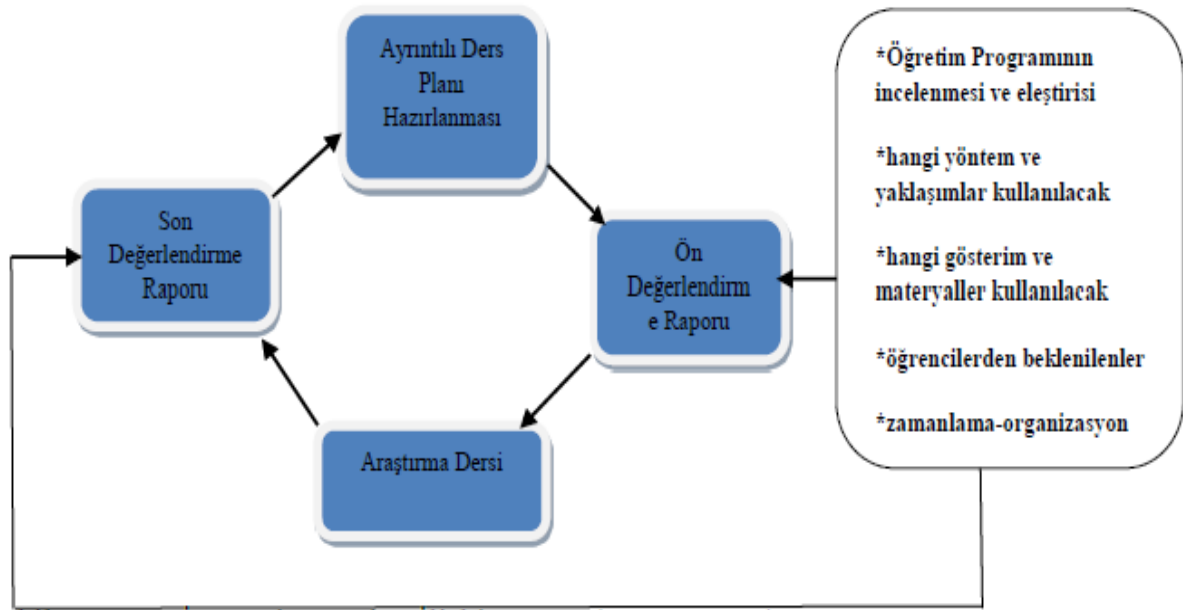 Ayrıntılı Ders
Planı
Hazırlanması
Son
Değerlendirme
Raporu
Ön
Değerlendirm
e Raporu
Araştırma Dersi
*Öğretim Programının
incelenmesi ve eleştirisi
*hangi yöntem ve
yaklaşımlar kullanılacak
*hangi gösterim ve
materyaller kullanılacak
*öğrencilerden beklenilenler
*zamanlama-organizasyon